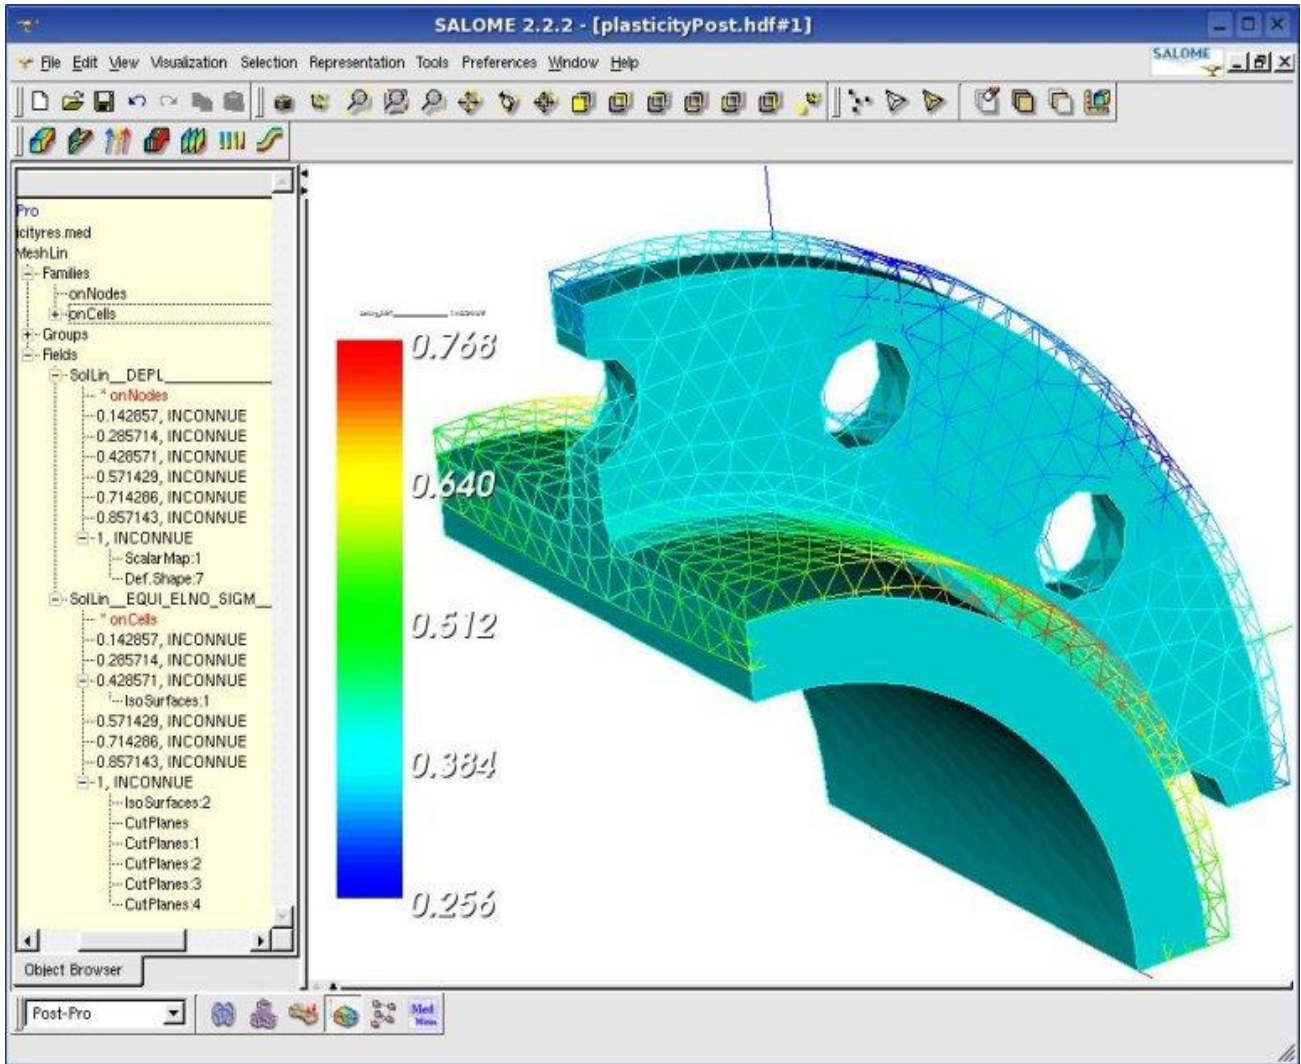 SALOME 2.2.2 - [plasticityPost.hdf#1]
File Edit View Visualization Selection Representation Tools Preferences Window Help
SALOME
Pro
icityres.med
MeshLin
Families
onNodes
onCells
Groups
Fields
SolLin__DEPL____________
* onNodes
0.142857, INCONNUE
0.285714, INCONNUE
0.428571, INCONNUE
0.571429, INCONNUE
0.714286, INCONNUE
0.857143, INCONNUE
1, INCONNUE
ScalarMap:1
Def.Shape:7
SolLin__EQUI_ELNO_SIGM__
* onCells
0.142857, INCONNUE
0.285714, INCONNUE
0.428571, INCONNUE
IsoSurfaces:1
0.571429, INCONNUE
0.714286, INCONNUE
0.857143, INCONNUE
1, INCONNUE
IsoSurfaces:2
CutPlanes
CutPlanes:1
CutPlanes:2
CutPlanes:3
CutPlanes:4
0.768
0.640
0.512
0.384
0.256
Object Browser
Post-Pro
Med